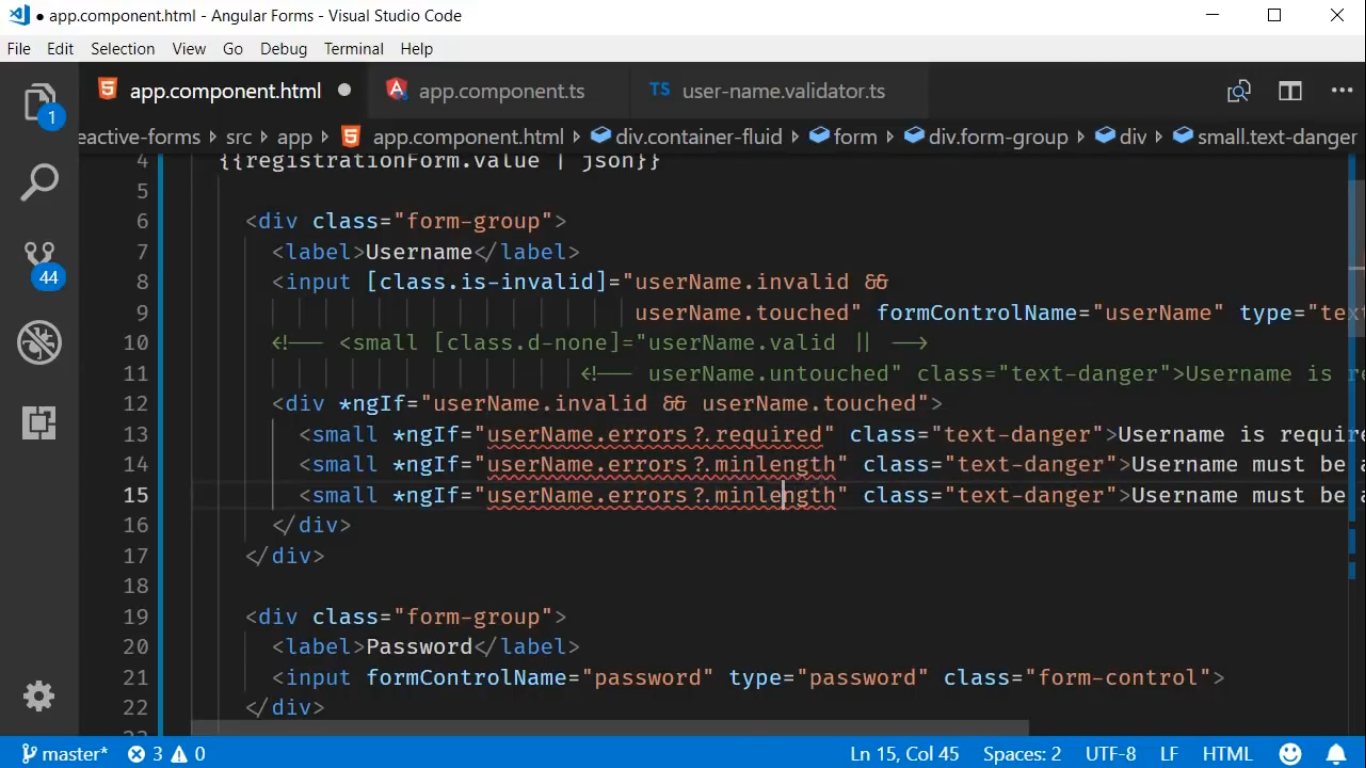 app.component.html - Angular Forms - Visual Studio Code
File Edit Selection View Go Debug Terminal Help
app.component.html app.component.ts TS user-name.validator.ts
eactive-forms › src › app › app.component.html › div.container-fluid › form › div.form-group › div › small.text-danger
1
44
4 {{registrationForm.value | json}}
5
6 <div class="form-group">
7 <label>Username</label>
8 <input [class.is-invalid]="userName.invalid &&
9 userName.touched" formControlName="userName" type="tex
10 <!-- <small [class.d-none]="userName.valid || -->
11 <!-- userName.untouched" class="text-danger">Username is re
12 <div *ngIf="userName.invalid && userName.touched">
13 <small *ngIf="userName.errors?.required" class="text-danger">Username is require
14 <small *ngIf="userName.errors?.minlength" class="text-danger">Username must be a
15 <small *ngIf="userName.errors?.minlength" class="text-danger">Username must be a
16 </div>
17 </div>
18
19 <div class="form-group">
20 <label>Password</label>
21 <input formControlName="password" type="password" class="form-control">
22 </div>
master* 3 0 Ln 15, Col 45 Spaces: 2 UTF-8 LF HTML